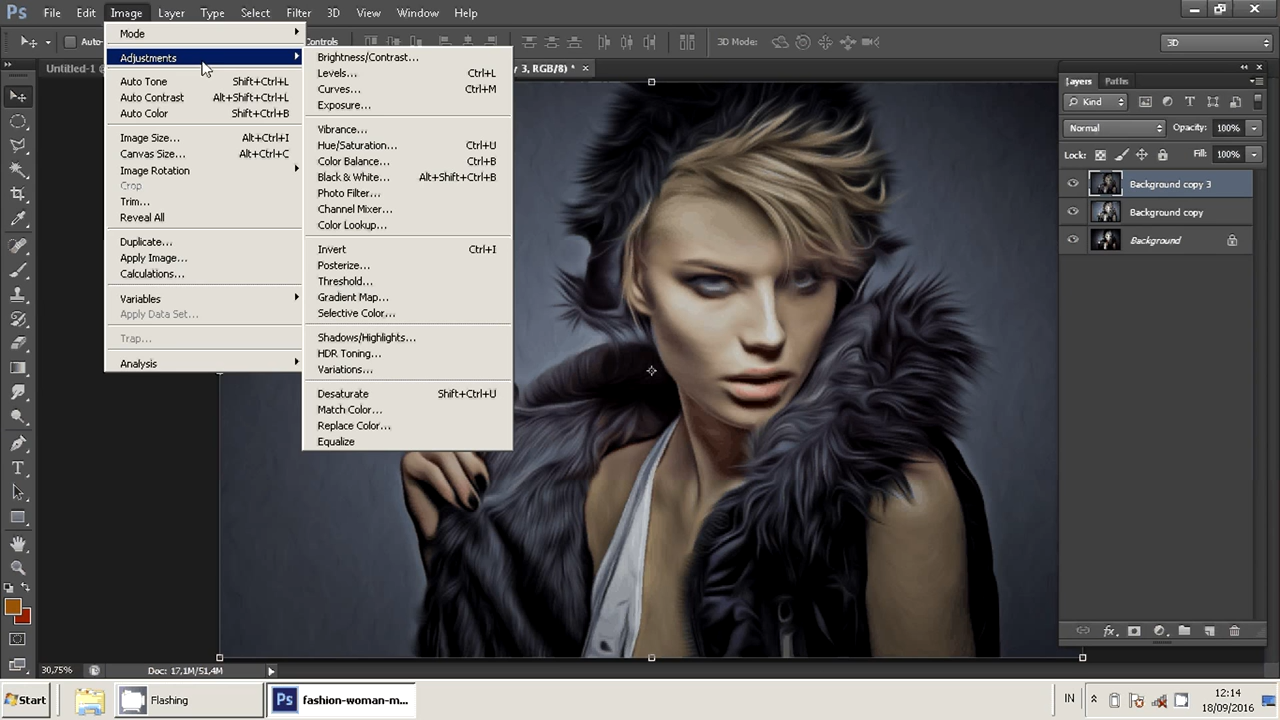 Ps File Edit Image Layer Type Select Filter 3D View Window Help
Auto- Controls 3D Mode: 3D
Untitled-1 @ y 3, RGB/8) * ×
Mode
Adjustments
Auto Tone Shift+Ctrl+L
Auto Contrast Alt+Shift+Ctrl+L
Auto Color Shift+Ctrl+B
Image Size... Alt+Ctrl+I
Canvas Size... Alt+Ctrl+C
Image Rotation
Crop
Trim...
Reveal All
Duplicate...
Apply Image...
Calculations...
Variables
Apply Data Set...
Trap...
Analysis
Brightness/Contrast...
Levels... Ctrl+L
Curves... Ctrl+M
Exposure...
Vibrance...
Hue/Saturation... Ctrl+U
Color Balance... Ctrl+B
Black & White... Alt+Shift+Ctrl+B
Photo Filter...
Channel Mixer...
Color Lookup...
Invert Ctrl+I
Posterize...
Threshold...
Gradient Map...
Selective Color...
Shadows/Highlights...
HDR Toning...
Variations...
Desaturate Shift+Ctrl+U
Match Color...
Replace Color...
Equalize
Layers Paths
Kind
Normal Opacity: 100%
Lock: Fill: 100%
Background copy 3
Background copy
Background
30,75% Doc: 17,1M/51,4M
Start Flashing Ps fashion-woman-m... IN 12:14
18/09/2016